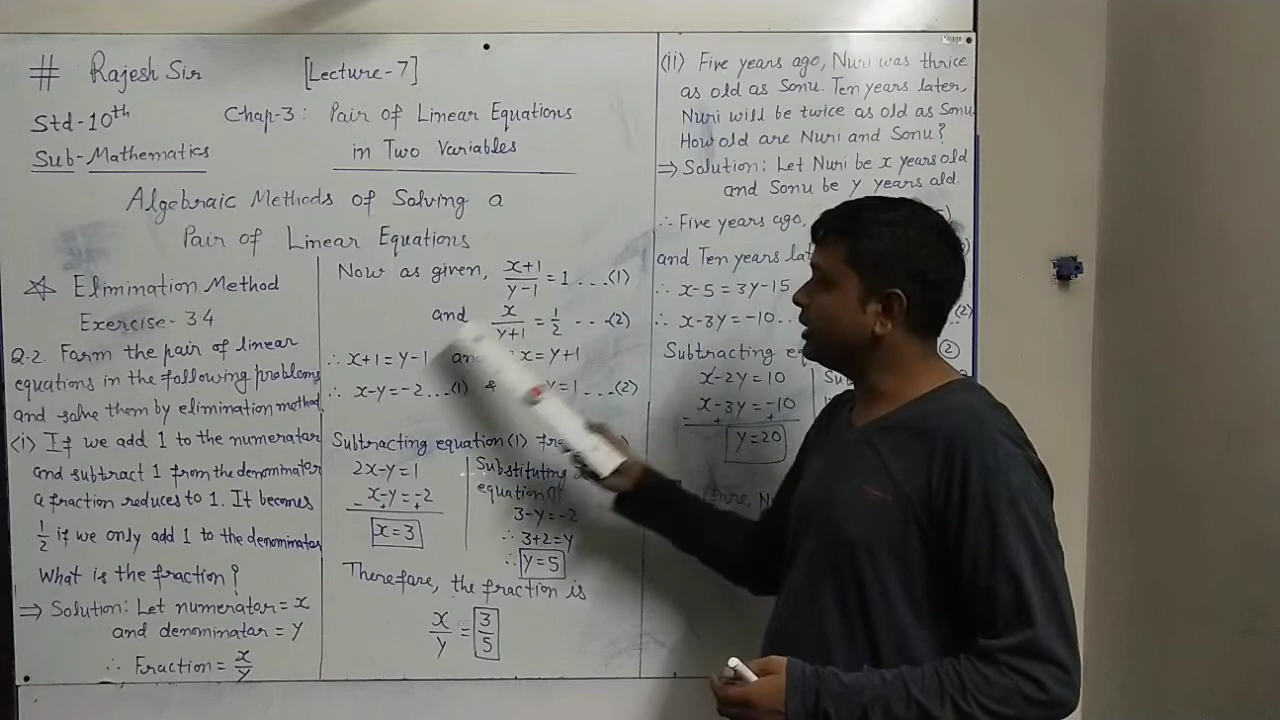 # Rajesh Sir [Lecture-7]
Std-10th Chap-3: Pair of Linear Equations
Sub-Mathematics in Two Variables
Algebraic Methods of Solving a
Pair of Linear Equations
☆ Elimination Method
Exercise-3.4
Q-2. Form the pair of linear
equations in the following problems
and solve them by elimination method
(i) If we add 1 to the numerator
and subtract 1 from the denominator
a fraction reduces to 1. It becomes
1/2 if we only add 1 to the denominator
What is the fraction?
⇒ Solution: Let numerator = x
and denominator = y
∴ Fraction = x/y
Now as given, x+1/y-1 = 1 ...(1)
and x/y+1 = 1/2 ...(2)
∴ x+1=y-1 and x=y+1
∴ x-y=-2 ...(1) & y=1 ...(2)
Subtracting equation (1)
2x-y=1
x-y=-2
- + +
x=3
Substituting
equation
3-y=-2
∴ 3+2=y
∴ y=5
Therefore, the fraction is
x/y = 3/5
(ii) Five years ago, Nuri was thrice
as old as Sonu. Ten years later,
Nuri will be twice as old as Sonu
How old are Nuri and Sonu?
⇒ Solution: Let Nuri be x years old
and Sonu be y years old.
∴ Five years ago,
and Ten years
∴ x-5=3y-15
∴ x-3y=-10 ... (2)
Subtracting (2)
x-2y=10
x-3y=-10
- + +
y=20